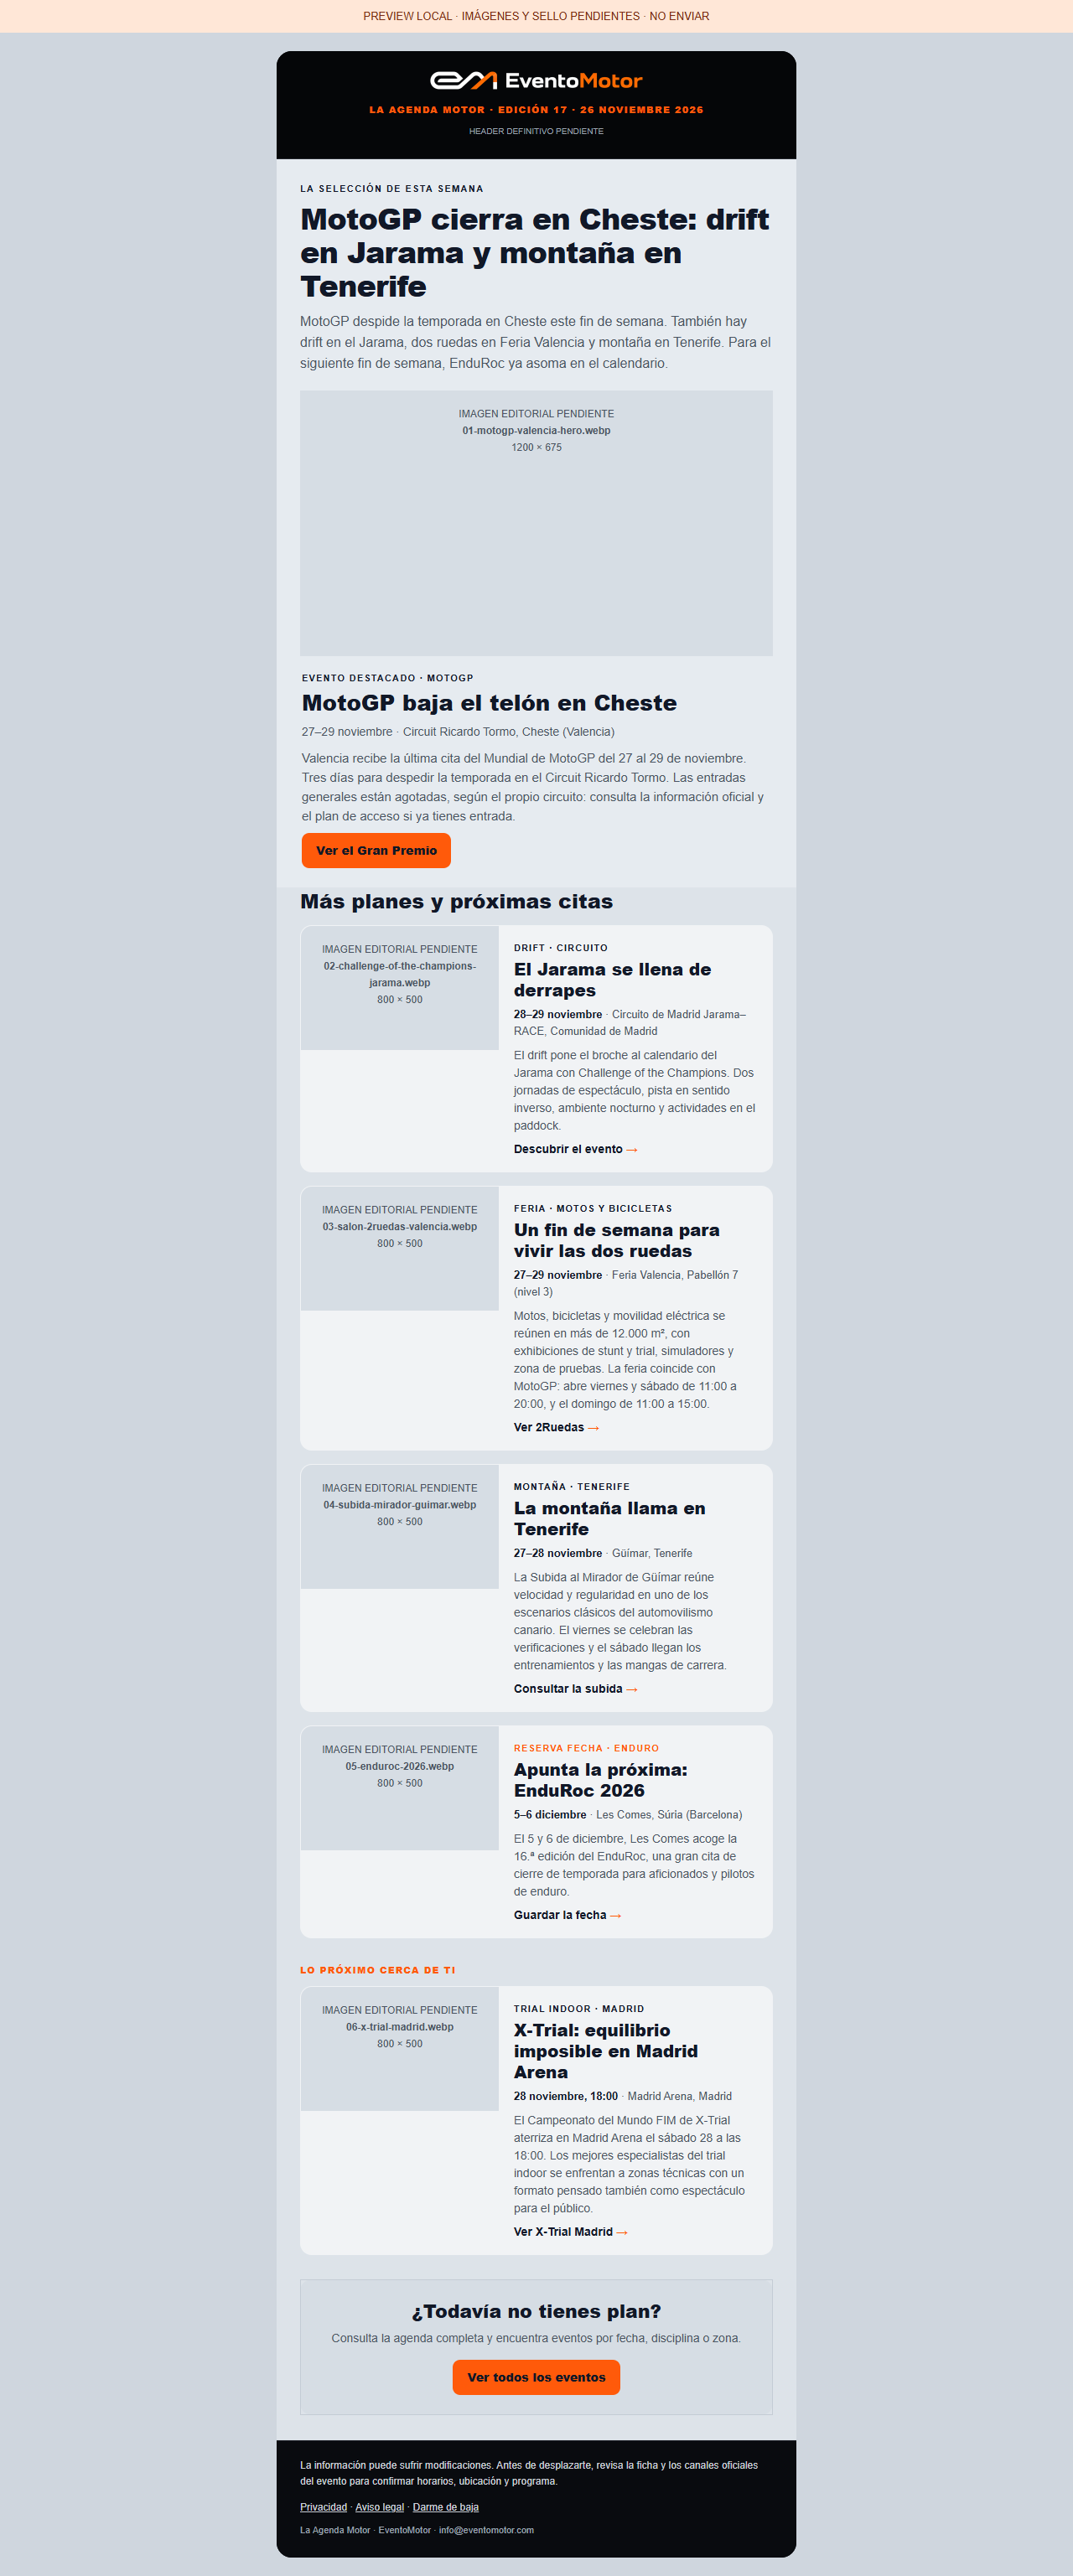 PREVIEW LOCAL · IMÁGENES Y SELLO PENDIENTES · NO ENVIAR
EventoMotor
LA AGENDA MOTOR · EDICIÓN 17 · 26 NOVIEMBRE 2026
HEADER DEFINITIVO PENDIENTE
LA SELECCIÓN DE ESTA SEMANA
MotoGP cierra en Cheste: drift
en Jarama y montaña en
Tenerife
MotoGP despide la temporada en Cheste este fin de semana. También hay
drift en el Jarama, dos ruedas en Feria Valencia y montaña en Tenerife. Para el
siguiente fin de semana, EnduRoc ya asoma en el calendario.
IMAGEN EDITORIAL PENDIENTE
01-motogp-valencia-hero.webp
1200 × 675
EVENTO DESTACADO · MOTOGP
MotoGP baja el telón en Cheste
27–29 noviembre · Circuit Ricardo Tormo, Cheste (Valencia)
Valencia recibe la última cita del Mundial de MotoGP del 27 al 29 de noviembre.
Tres días para despedir la temporada en el Circuit Ricardo Tormo. Las entradas
generales están agotadas, según el propio circuito: consulta la información oficial y
el plan de acceso si ya tienes entrada.
Ver el Gran Premio
Más planes y próximas citas
IMAGEN EDITORIAL PENDIENTE
02-challenge-of-the-champions-
jarama.webp
800 × 500
DRIFT · CIRCUITO
El Jarama se llena de
derrapes
28–29 noviembre · Circuito de Madrid Jarama–
RACE, Comunidad de Madrid
El drift pone el broche al calendario del
Jarama con Challenge of the Champions. Dos
jornadas de espectáculo, pista en sentido
inverso, ambiente nocturno y actividades en el
paddock.
Descubrir el evento →
IMAGEN EDITORIAL PENDIENTE
03-salon-2ruedas-valencia.webp
800 × 500
FERIA · MOTOS Y BICICLETAS
Un fin de semana para
vivir las dos ruedas
27–29 noviembre · Feria Valencia, Pabellón 7
(nivel 3)
Motos, bicicletas y movilidad eléctrica se
reúnen en más de 12.000 m², con
exhibiciones de stunt y trial, simuladores y
zona de pruebas. La feria coincide con
MotoGP: abre viernes y sábado de 11:00 a
20:00, y el domingo de 11:00 a 15:00.
Ver 2Ruedas →
IMAGEN EDITORIAL PENDIENTE
04-subida-mirador-guimar.webp
800 × 500
MONTAÑA · TENERIFE
La montaña llama en
Tenerife
27–28 noviembre · Güímar, Tenerife
La Subida al Mirador de Güímar reúne
velocidad y regularidad en uno de los
escenarios clásicos del automovilismo
canario. El viernes se celebran las
verificaciones y el sábado llegan los
entrenamientos y las mangas de carrera.
Consultar la subida →
IMAGEN EDITORIAL PENDIENTE
05-enduroc-2026.webp
800 × 500
RESERVA FECHA · ENDURO
Apunta la próxima:
EnduRoc 2026
5–6 diciembre · Les Comes, Súria (Barcelona)
El 5 y 6 de diciembre, Les Comes acoge la
16.ª edición del EnduRoc, una gran cita de
cierre de temporada para aficionados y pilotos
de enduro.
Guardar la fecha →
LO PRÓXIMO CERCA DE TI
IMAGEN EDITORIAL PENDIENTE
06-x-trial-madrid.webp
800 × 500
TRIAL INDOOR · MADRID
X-Trial: equilibrio
imposible en Madrid
Arena
28 noviembre, 18:00 · Madrid Arena, Madrid
El Campeonato del Mundo FIM de X-Trial
aterriza en Madrid Arena el sábado 28 a las
18:00. Los mejores especialistas del trial
indoor se enfrentan a zonas técnicas con un
formato pensado también como espectáculo
para el público.
Ver X-Trial Madrid →
¿Todavía no tienes plan?
Consulta la agenda completa y encuentra eventos por fecha, disciplina o zona.
Ver todos los eventos
La información puede sufrir modificaciones. Antes de desplazarte, revisa la ficha y los canales oficiales
del evento para confirmar horarios, ubicación y programa.
Privacidad · Aviso legal · Darme de baja
La Agenda Motor · EventoMotor · info@eventomotor.com